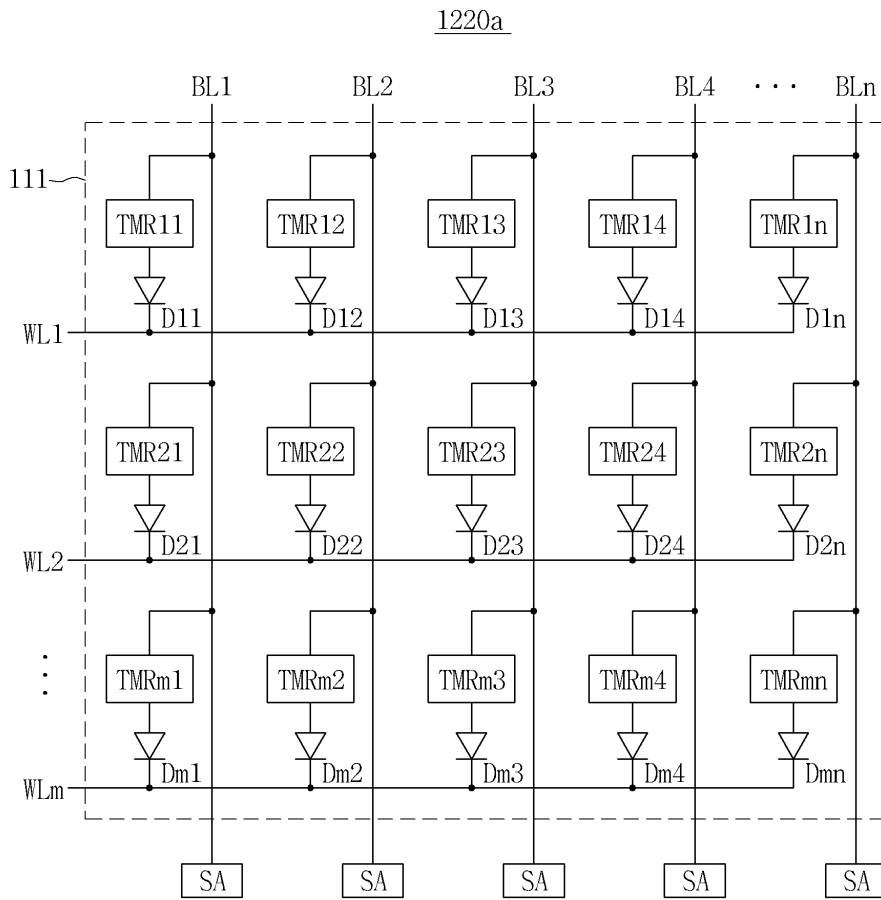 1220a
BL1 BL2 BL3 BL4 ··· BLn
111
TMR11 TMR12 TMR13 TMR14 TMR1n
D11 D12 D13 D14 D1n
WL1
TMR21 TMR22 TMR23 TMR24 TMR2n
D21 D22 D23 D24 D2n
WL2
TMRm1 TMRm2 TMRm3 TMRm4 TMRmn
Dm1 Dm2 Dm3 Dm4 Dmn
WLm
SA SA SA SA SA